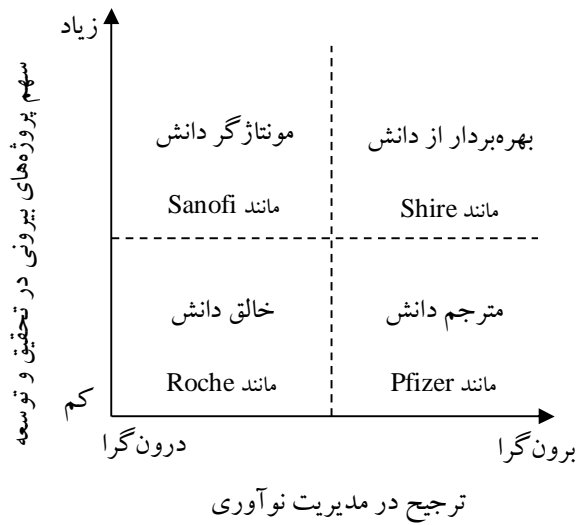 زیاد
سهم پروژه‌های بیرونی در تحقیق و توسعه
مونتاژگر دانش
مانند Sanofi
بهره‌بردار از دانش
مانند Shire
خالق دانش
مانند Roche
مترجم دانش
مانند Pfizer
کم
درون‌گرا
برون‌گرا
ترجیح در مدیریت نوآوری